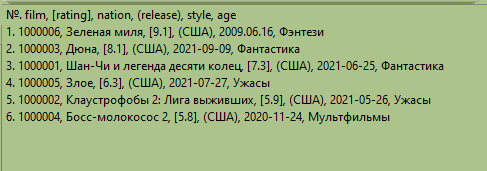 №. film, [rating], nation, (release), style, age
1. 1000006, Зеленая миля, [9.1], (США), 2009.06.16, Фэнтези
2. 1000003, Дюна, [8.1], (США), 2021-09-09, Фантастика
3. 1000001, Шан-Чи и легенда десяти колец, [7.3], (США), 2021-06-25, Фантастика
4. 1000005, Злое, [6.3], (США), 2021-07-27, Ужасы
5. 1000002, Клаустрофобы 2: Лига выживших, [5.9], (США), 2021-05-26, Ужасы
6. 1000004, Босс-молокосос 2, [5.8], (США), 2020-11-24, Мультфильмы